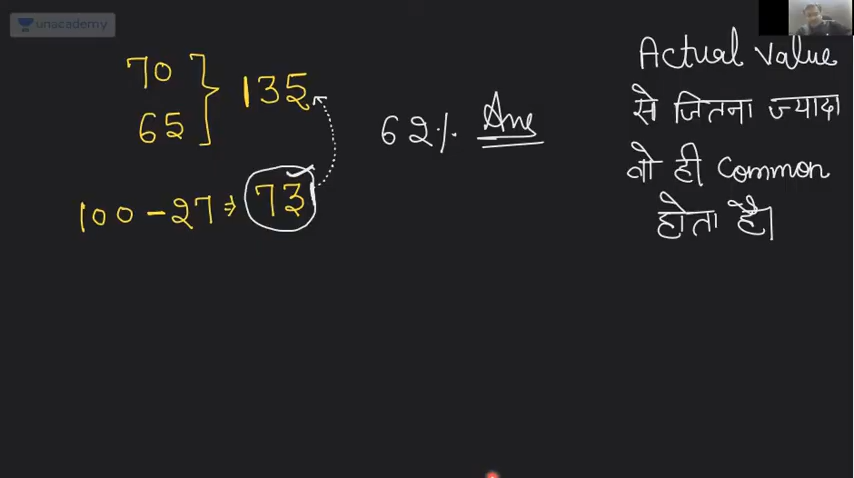 unacademy
70
65
135
100 - 27 ⇒ 73
62% Ans
Actual Value
से जितना ज्यादा
वो ही Common
होता है।